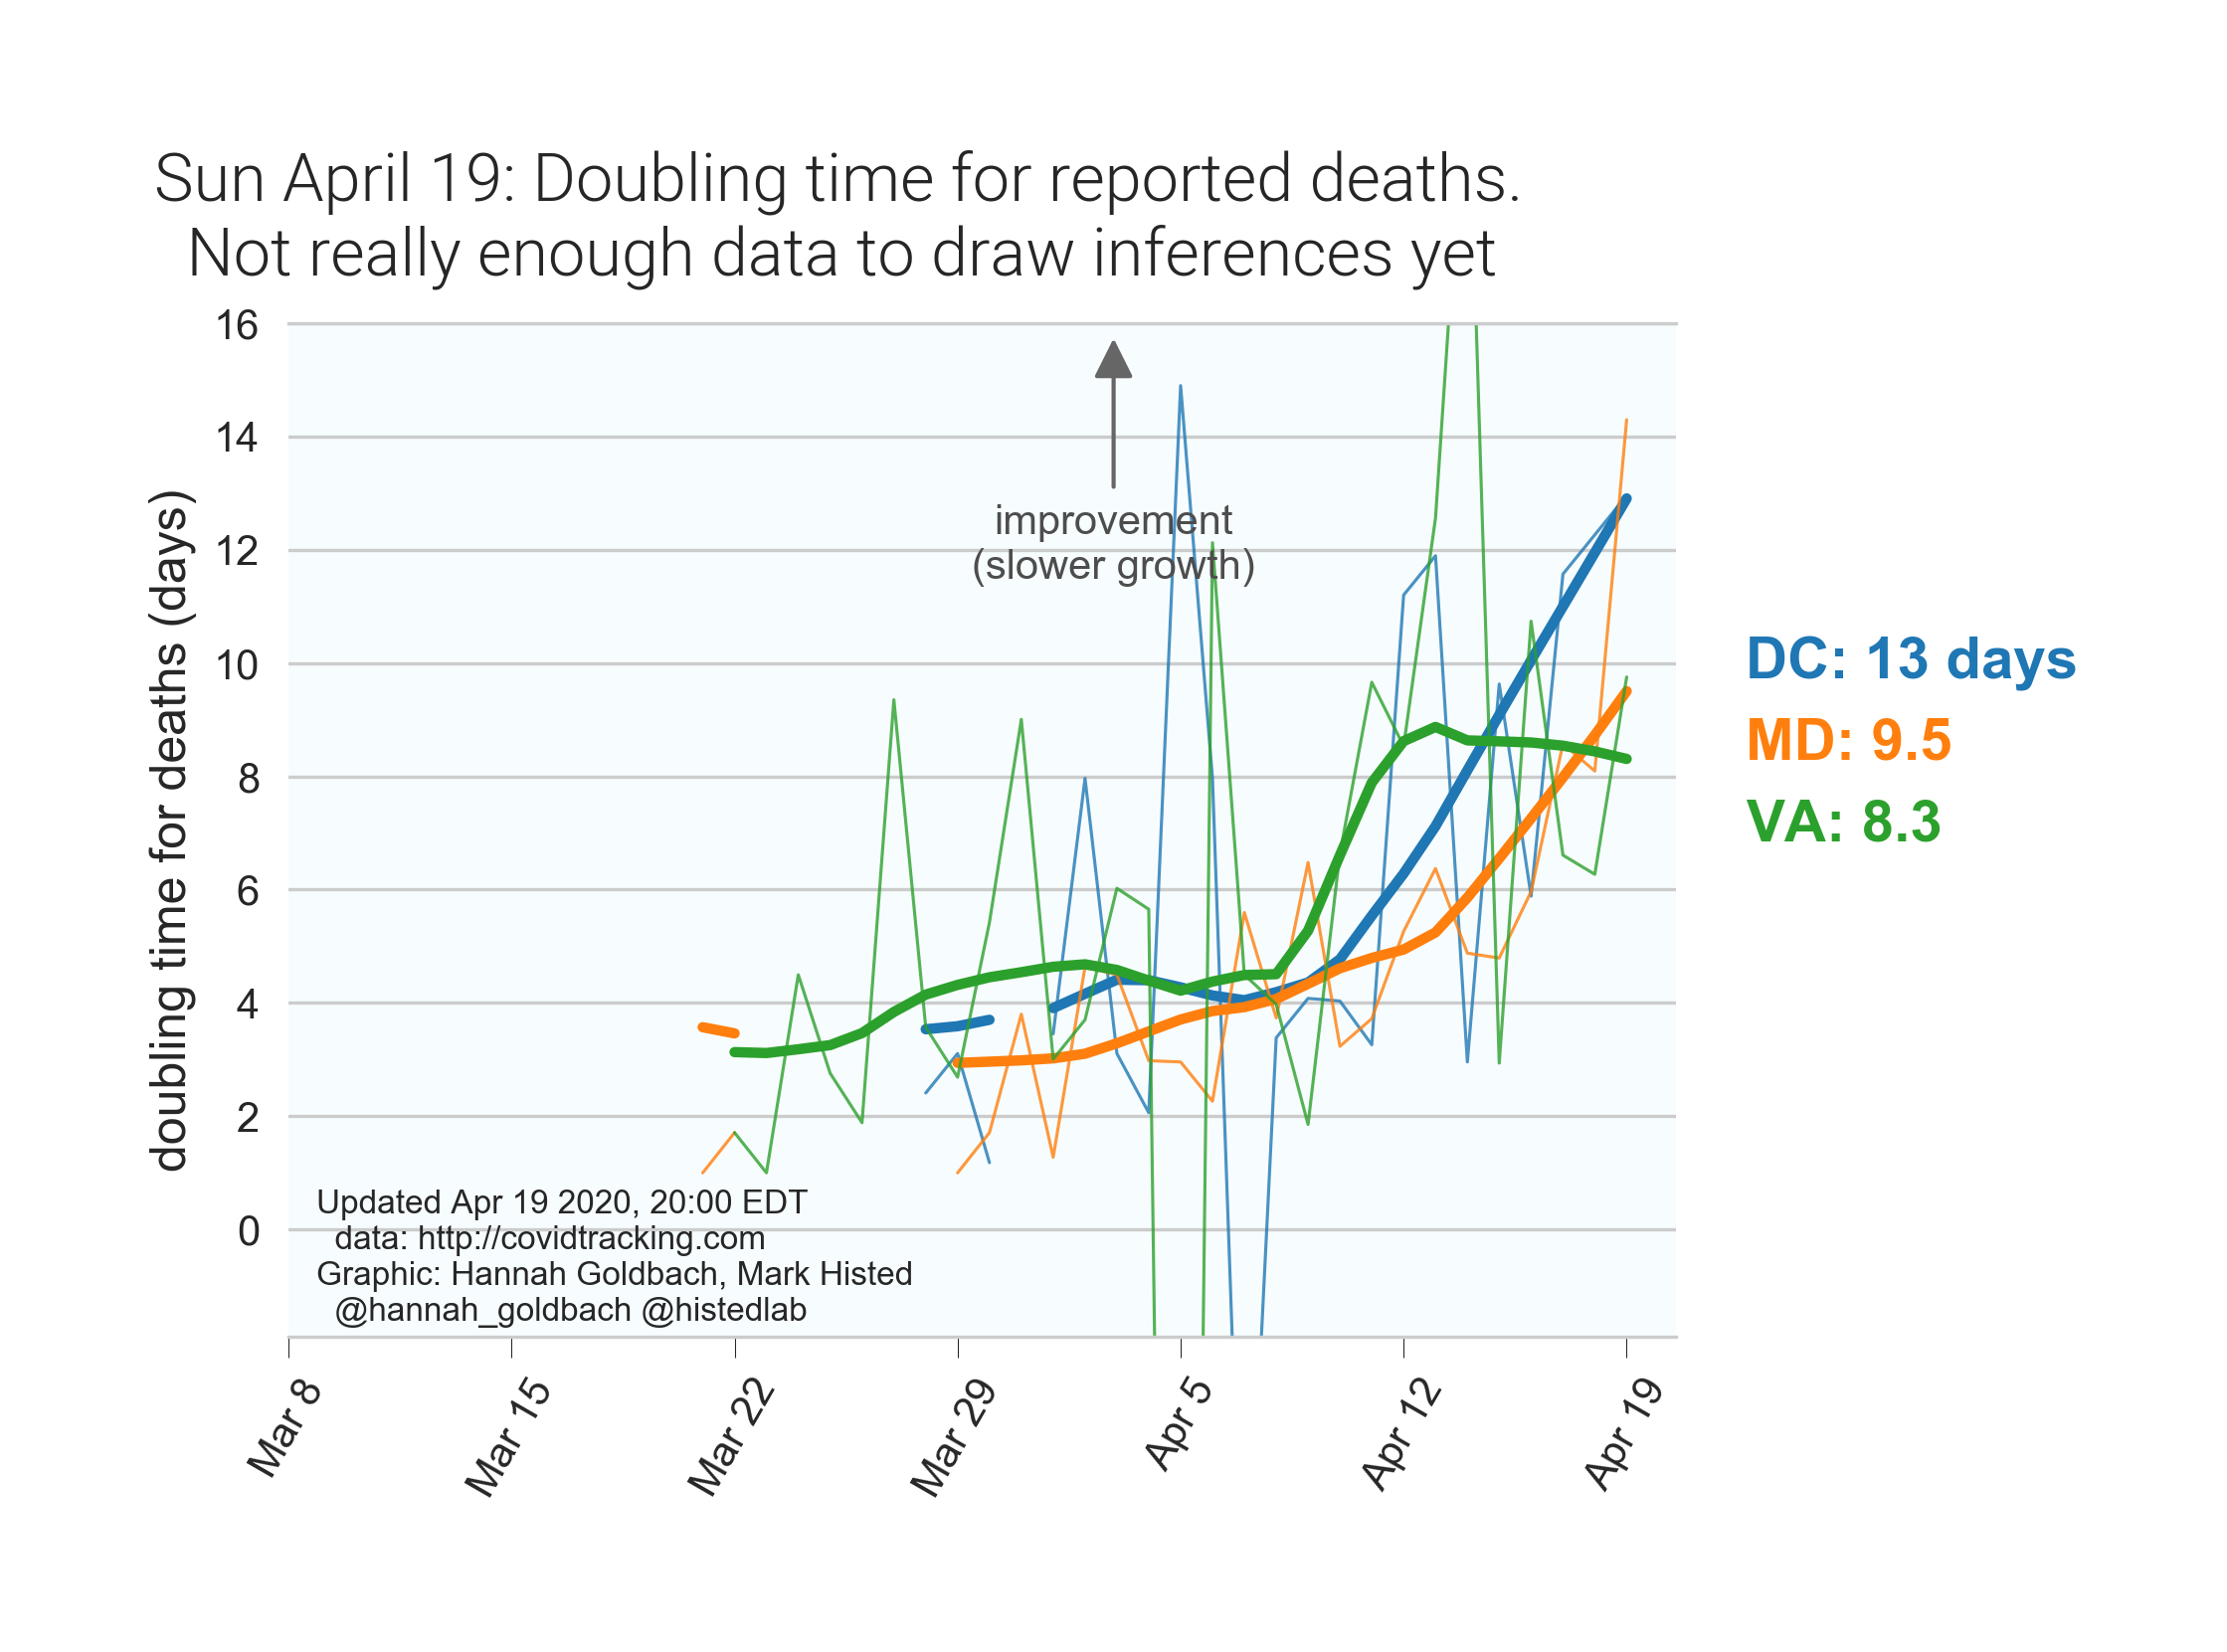 Sun April 19: Doubling time for reported deaths.
Not really enough data to draw inferences yet
16
14
12
10
8
6
4
2
0
doubling time for deaths (days)
improvement
(slower growth)
DC: 13 days
MD: 9.5
VA: 8.3
Updated Apr 19 2020, 20:00 EDT
data: http://covidtracking.com
Graphic: Hannah Goldbach, Mark Histed
@hannah_goldbach @histedlab
Mar 8
Mar 15
Mar 22
Mar 29
Apr 5
Apr 12
Apr 19